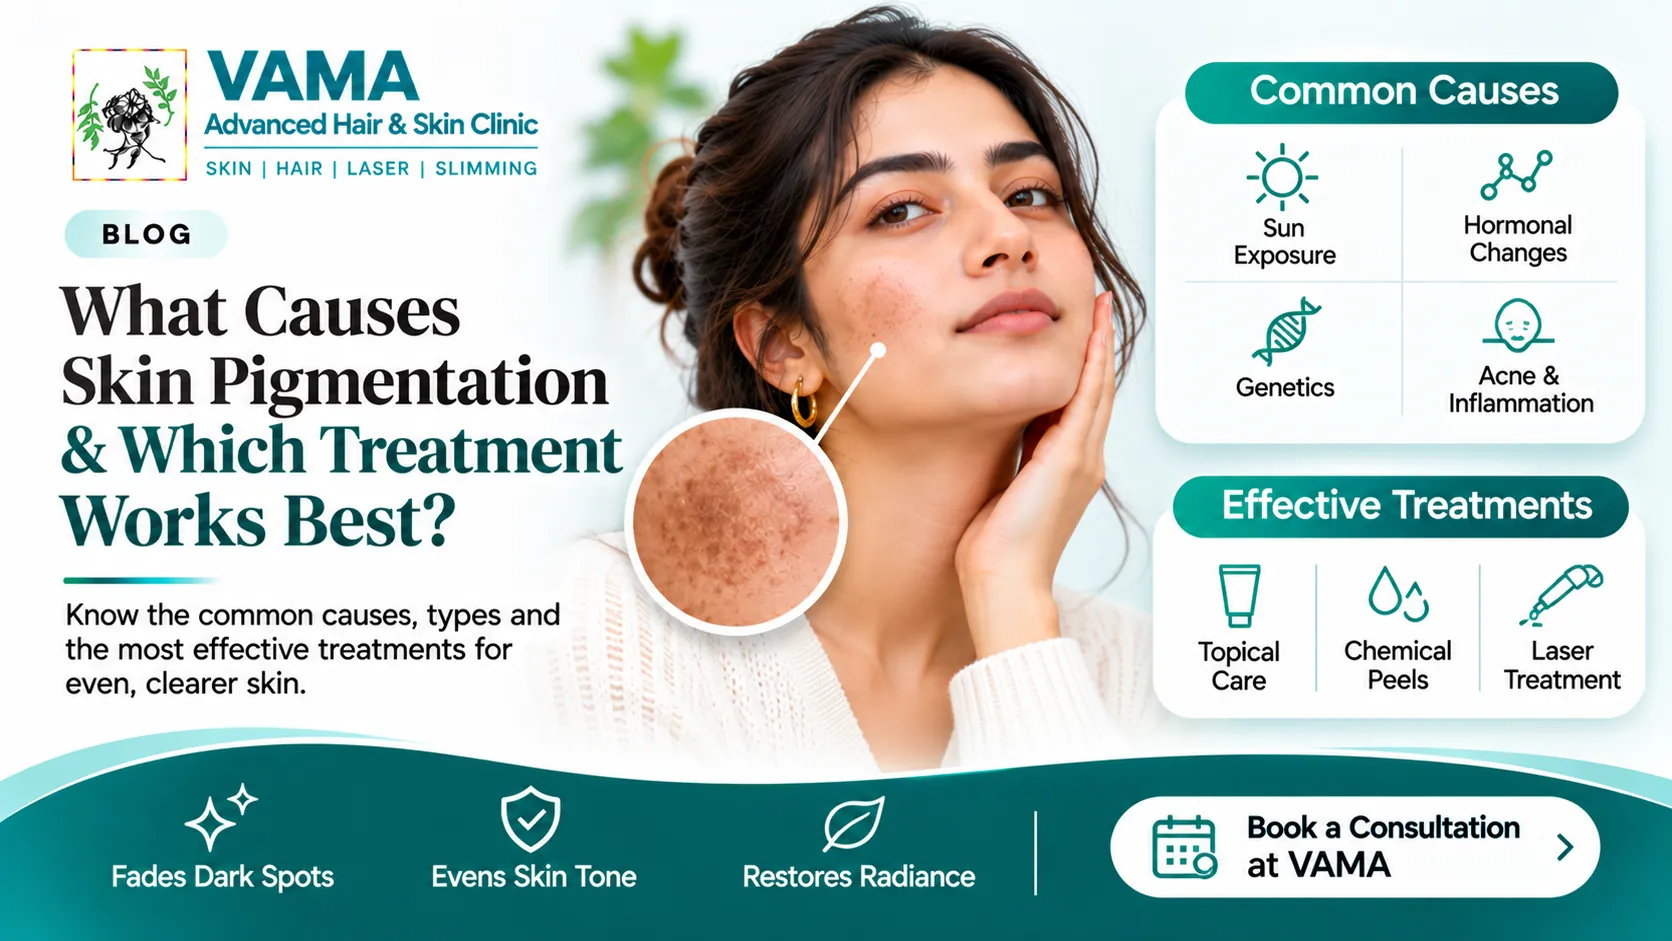 VAMA
Advanced Hair & Skin Clinic
SKIN | HAIR | LASER | SLIMMING
BLOG
What Causes
Skin Pigmentation
& Which Treatment
Works Best?
Know the common causes, types and
the most effective treatments for
even, clearer skin.
Common Causes
Sun
Exposure
Hormonal
Changes
Genetics
Acne &
Inflammation
Effective Treatments
Topical
Care
Chemical
Peels
Laser
Treatment
Fades Dark Spots
Evens Skin Tone
Restores Radiance
Book a Consultation
at VAMA